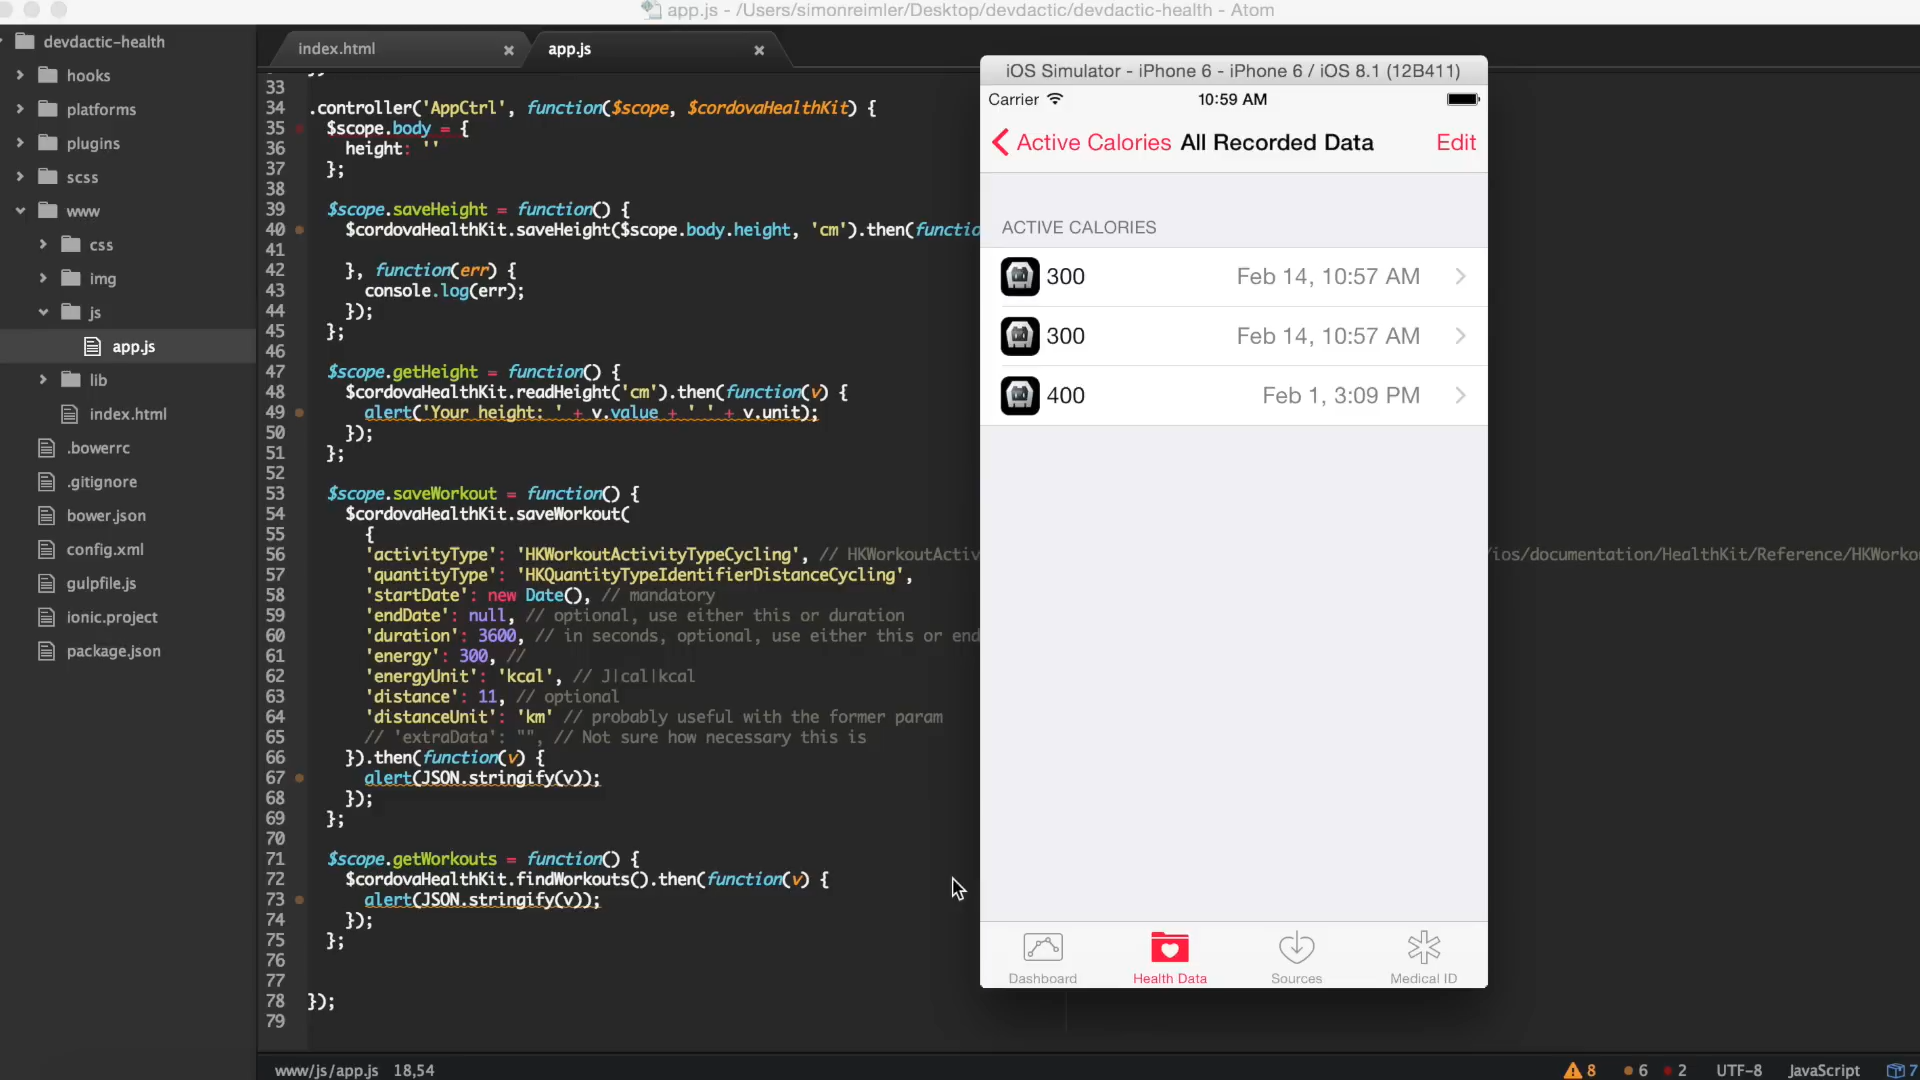 app.js - /Users/simonreimler/Desktop/devdactic/devdactic-health - Atom
devdactic-health
hooks
platforms
plugins
scss
www
css
img
js
app.js
lib
index.html
.bowerrc
.gitignore
bower.json
config.xml
gulpfile.js
ionic.project
package.json
index.html
app.js
33
34 .controller('AppCtrl', function($scope, $cordovaHealthKit) {
35 $scope.body = {
36 height: ''
37 };
38
39 $scope.saveHeight = function() {
40 $cordovaHealthKit.saveHeight($scope.body.height, 'cm').then(functio
41
42 }, function(err) {
43 console.log(err);
44 });
45 };
46
47 $scope.getHeight = function() {
48 $cordovaHealthKit.readHeight('cm').then(function(v) {
49 alert('Your height: ' + v.value + ' ' + v.unit);
50 });
51 };
52
53 $scope.saveWorkout = function() {
54 $cordovaHealthKit.saveWorkout(
55 {
56 'activityType': 'HKWorkoutActivityTypeCycling', // HKWorkoutActiv
/ios/documentation/HealthKit/Reference/HKWorko
57 'quantityType': 'HKQuantityTypeIdentifierDistanceCycling',
58 'startDate': new Date(), // mandatory
59 'endDate': null, // optional, use either this or duration
60 'duration': 3600, // in seconds, optional, use either this or end
61 'energy': 300, //
62 'energyUnit': 'kcal', // J|cal|kcal
63 'distance': 11, // optional
64 'distanceUnit': 'km' // probably useful with the former param
65 // 'extraData': "", // Not sure how necessary this is
66 }).then(function(v) {
67 alert(JSON.stringify(v));
68 });
69 };
70
71 $scope.getWorkouts = function() {
72 $cordovaHealthKit.findWorkouts().then(function(v) {
73 alert(JSON.stringify(v));
74 });
75 };
76
77
78 });
79
iOS Simulator - iPhone 6 - iPhone 6 / iOS 8.1 (12B411)
Carrier 10:59 AM
Active Calories All Recorded Data Edit
ACTIVE CALORIES
300 Feb 14, 10:57 AM
300 Feb 14, 10:57 AM
400 Feb 1, 3:09 PM
Dashboard Health Data Sources Medical ID
www/js/app.js 18,54 8 6 2 UTF-8 JavaScript 7